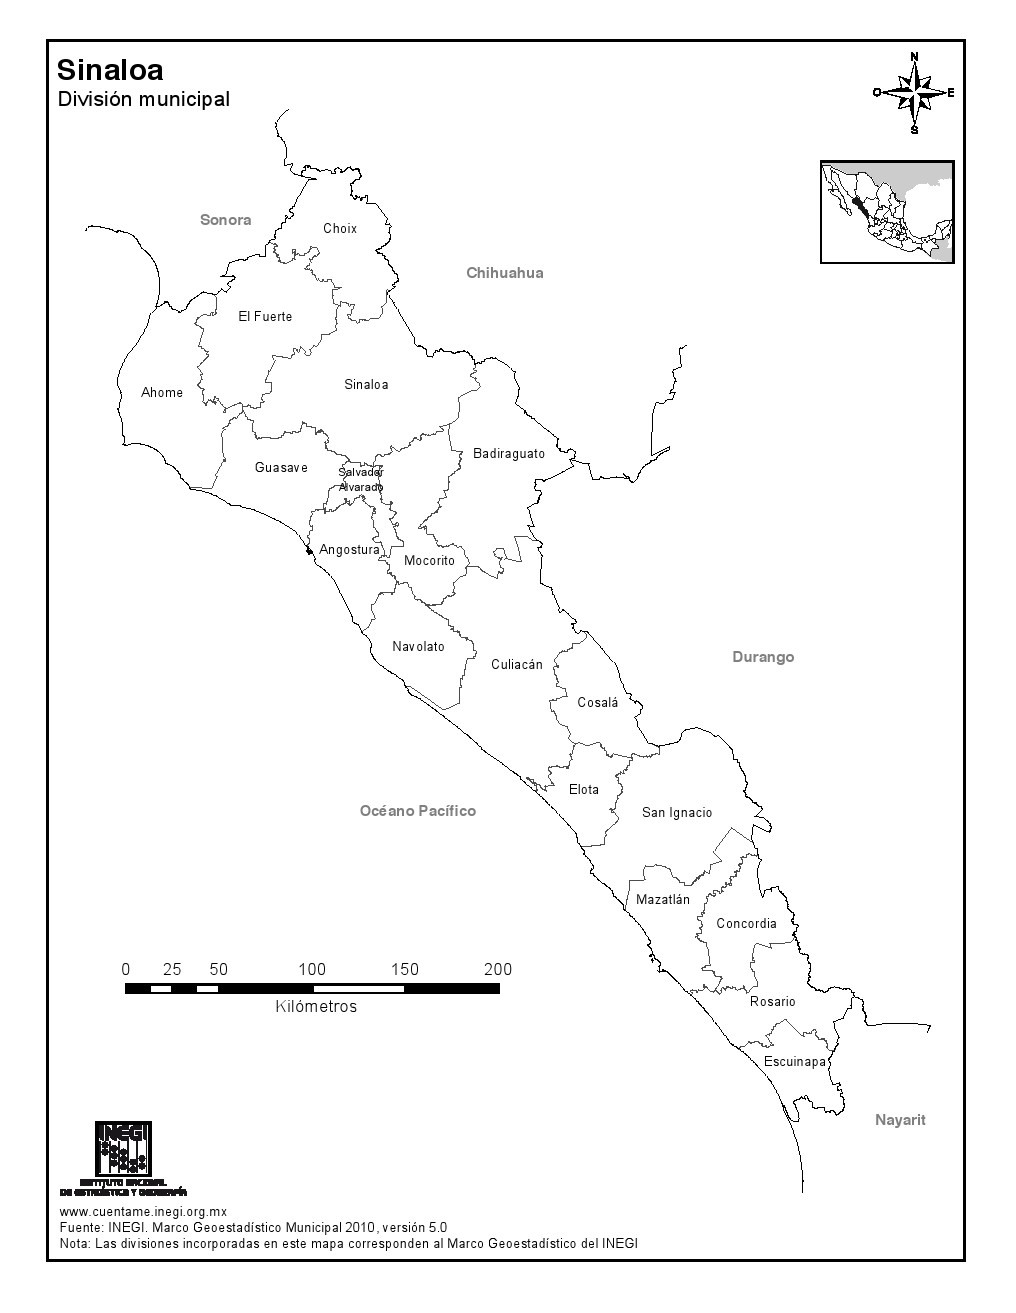 Sinaloa
División municipal
N
O
E
S
Sonora
Choix
Chihuahua
El Fuerte
Ahome
Sinaloa
Badiraguato
Guasave
Salvador
Alvarado
Angostura
Mocorito
Navolato
Culiacán
Durango
Cosalá
Elota
San Ignacio
Océano Pacífico
Mazatlán
Concordia
0 25 50 100 150 200
Kilómetros
Rosario
Escuinapa
Nayarit
INEGI
INSTITUTO NACIONAL
DE ESTADÍSTICA Y GEOGRAFÍA
www.cuentame.inegi.org.mx
Fuente: INEGI. Marco Geoestadístico Municipal 2010, versión 5.0
Nota: Las divisiones incorporadas en este mapa corresponden al Marco Geoestadístico del INEGI